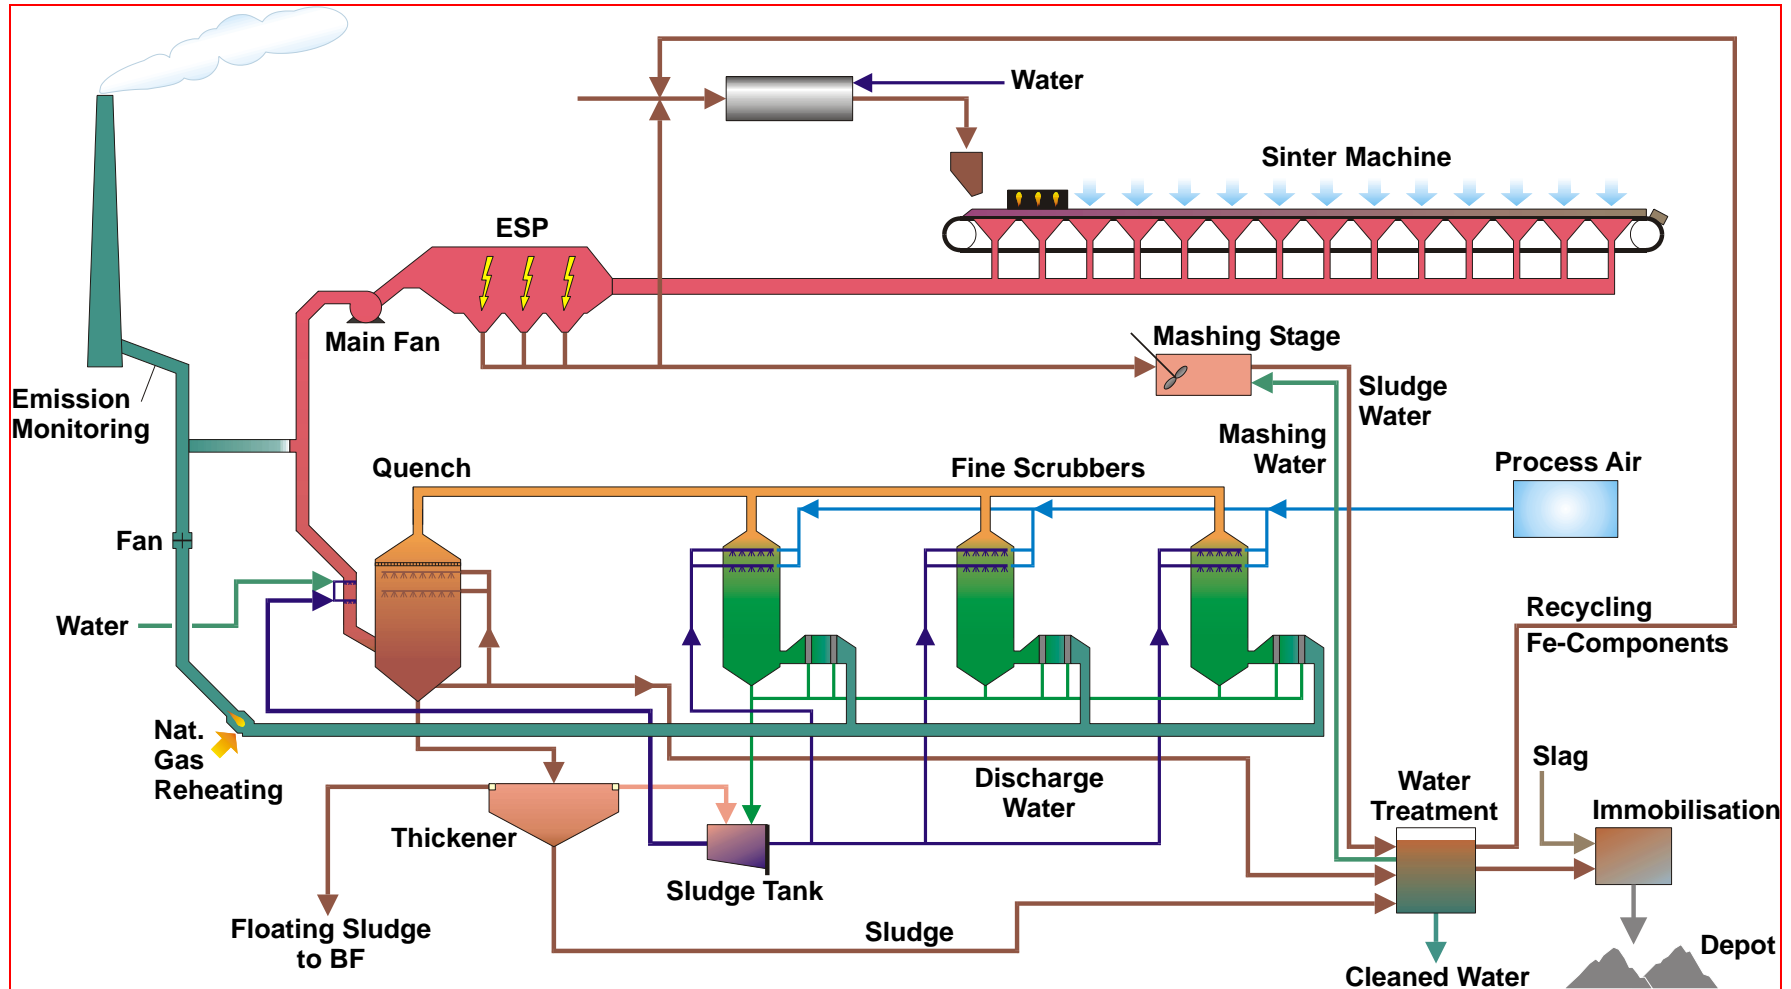 Water
Sinter Machine
ESP
Main Fan
Mashing Stage
Emission
Monitoring
Sludge
Water
Mashing
Water
Quench
Fine Scrubbers
Process Air
Fan
Water
Recycling
Fe-Components
Nat.
Gas
Reheating
Discharge
Water
Slag
Water
Treatment
Immobilisation
Thickener
Sludge Tank
Floating Sludge
to BF
Sludge
Depot
Cleaned Water